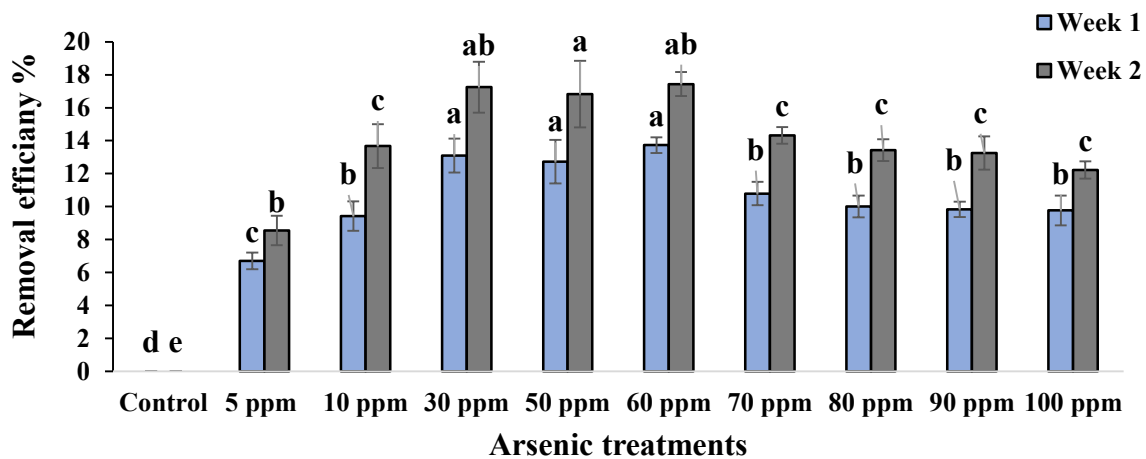 Week 1
Week 2
Removal efficiany %
20
18
16
14
12
10
8
6
4
2
0
d e
c b
b c
a ab
a a
a ab
b c
b c
b c
b c
Control 5 ppm 10 ppm 30 ppm 50 ppm 60 ppm 70 ppm 80 ppm 90 ppm 100 ppm
Arsenic treatments